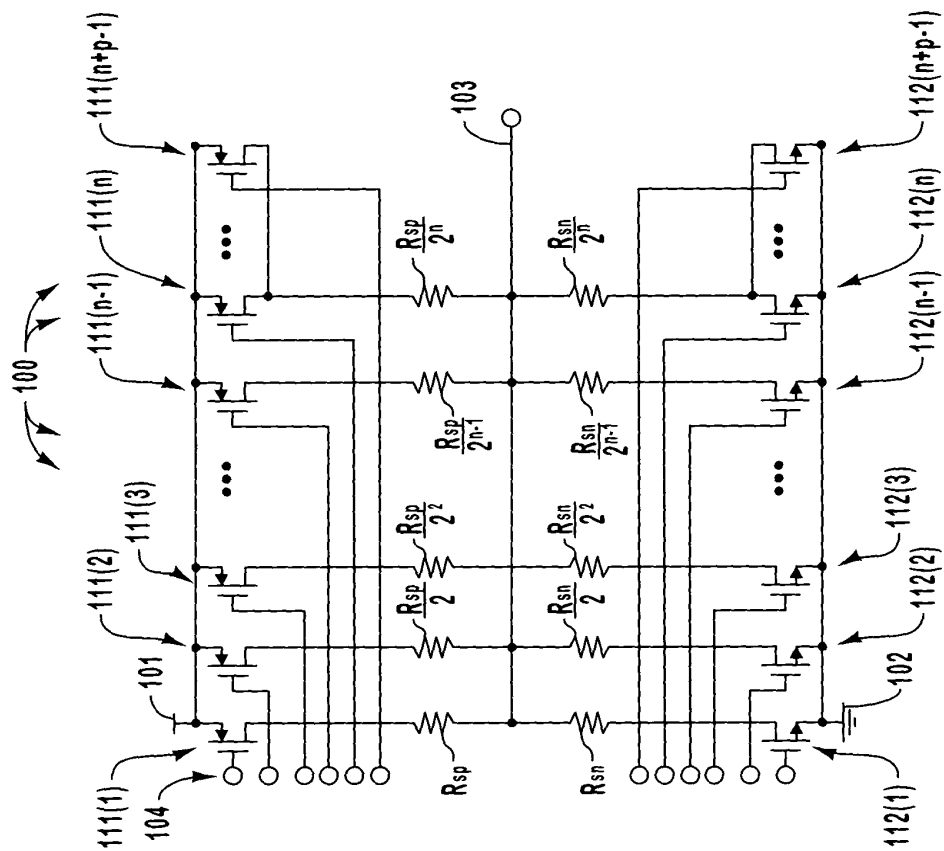 100
111(1)
104
101
111(2)
111(3)
111(n-1)
111(n)
111(n+p-1)
•••
•••
Rsp
Rsp/2
Rsp/2²
Rsp/2ⁿ⁻¹
Rsp/2ⁿ
103
Rsn
Rsn/2
Rsn/2²
Rsn/2ⁿ⁻¹
Rsn/2ⁿ
•••
•••
112(1)
102
112(2)
112(3)
112(n-1)
112(n)
112(n+p-1)